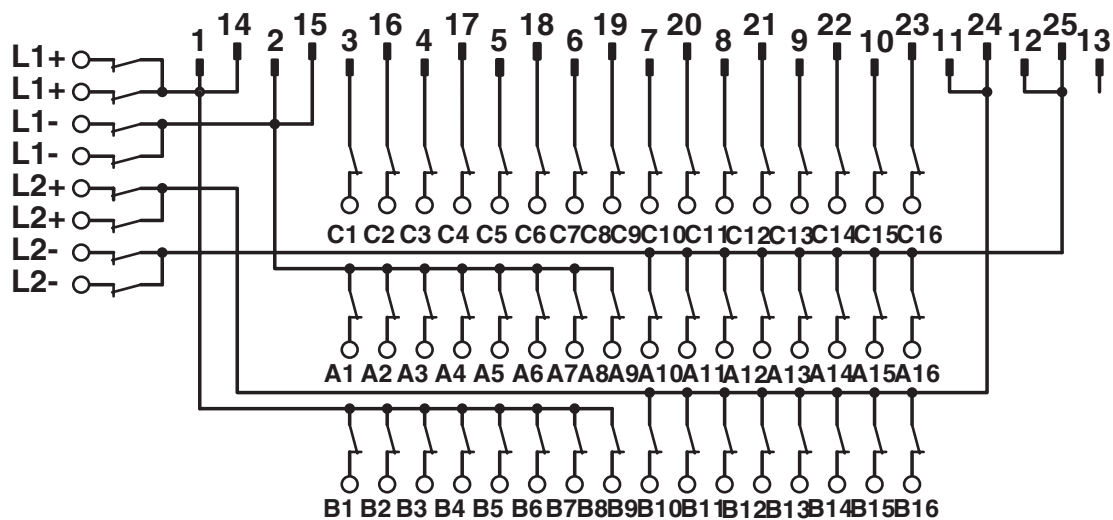 1 14 2 15 3 16 4 17 5 18 6 19 7 20 8 21 9 22 10 23 11 24 12 25 13
L1+
L1+
L1-
L1-
L2+
L2+
L2-
L2-
C1 C2 C3 C4 C5 C6 C7 C8 C9 C10 C11 C12 C13 C14 C15 C16
A1 A2 A3 A4 A5 A6 A7 A8 A9 A10 A11 A12 A13 A14 A15 A16
B1 B2 B3 B4 B5 B6 B7 B8 B9 B10 B11 B12 B13 B14 B15 B16